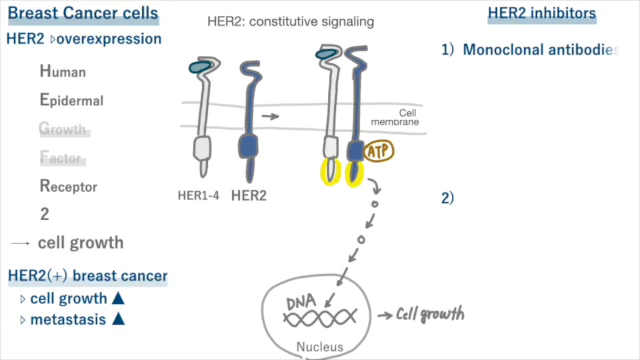 Breast Cancer cells
HER2 ▷overexpression
Human
Epidermal
Growth
Factor
Receptor
2
→ cell growth
HER2(+) breast cancer
▷ cell growth ▲
▷ metastasis ▲
HER2: constitutive signaling
Cell
membrane
ATP
HER1-4 HER2
DNA
→ Cell growth
Nucleus
HER2 inhibitors
1) Monoclonal antibodies
2)